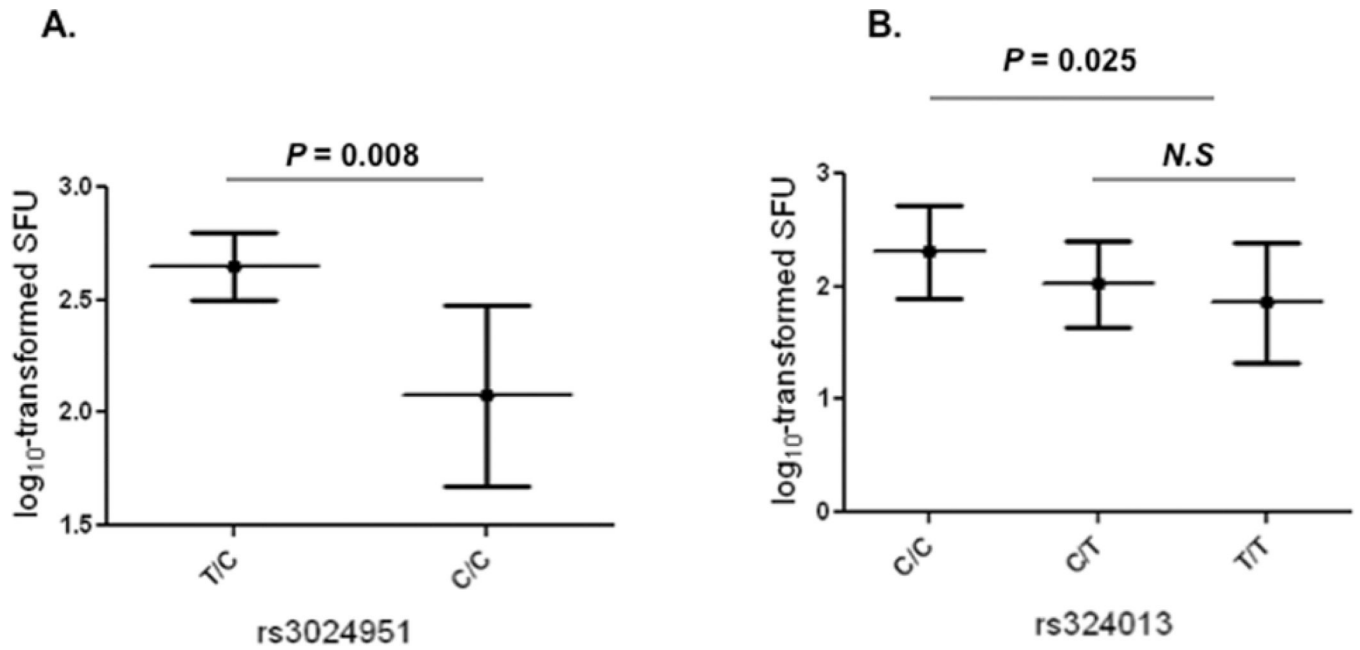 A.
P = 0.008
log10-transformed SFU
3.0
2.5
2.0
1.5
T/C
C/C
rs3024951
B.
P = 0.025
N.S
log10-transformed SFU
3
2
1
0
C/C
C/T
T/T
rs324013